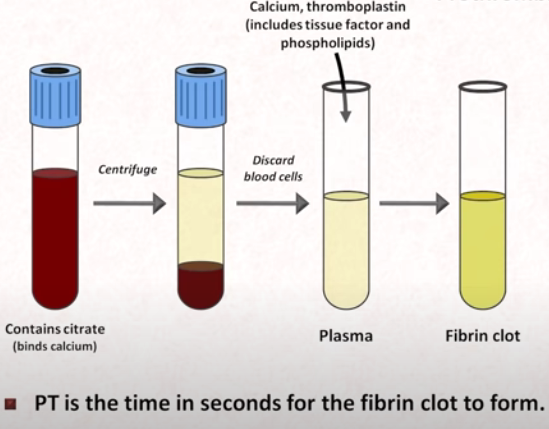 Calcium, thromboplastin
(includes tissue factor and
phospholipids)
Centrifuge
Discard
blood cells
Contains citrate
(binds calcium)
Plasma
Fibrin clot
PT is the time in seconds for the fibrin clot to form.